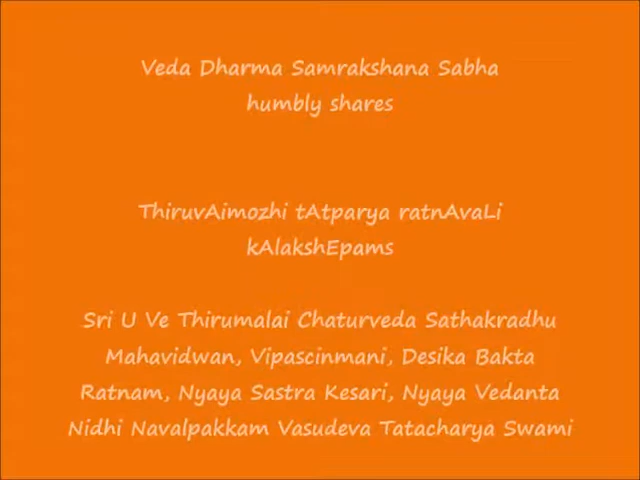 Veda Dharma Samrakshana Sabha
humbly shares
ThiruvAimozhi tAtparya ratnAvaLi
kAlakshEpams
Sri U Ve Thirumalai Chaturveda Sathakradhu
Mahavidwan, Vipascinmani, Desika Bakta
Ratnam, Nyaya Sastra Kesari, Nyaya Vedanta
Nidhi Navalpakkam Vasudeva Tatacharya Swami